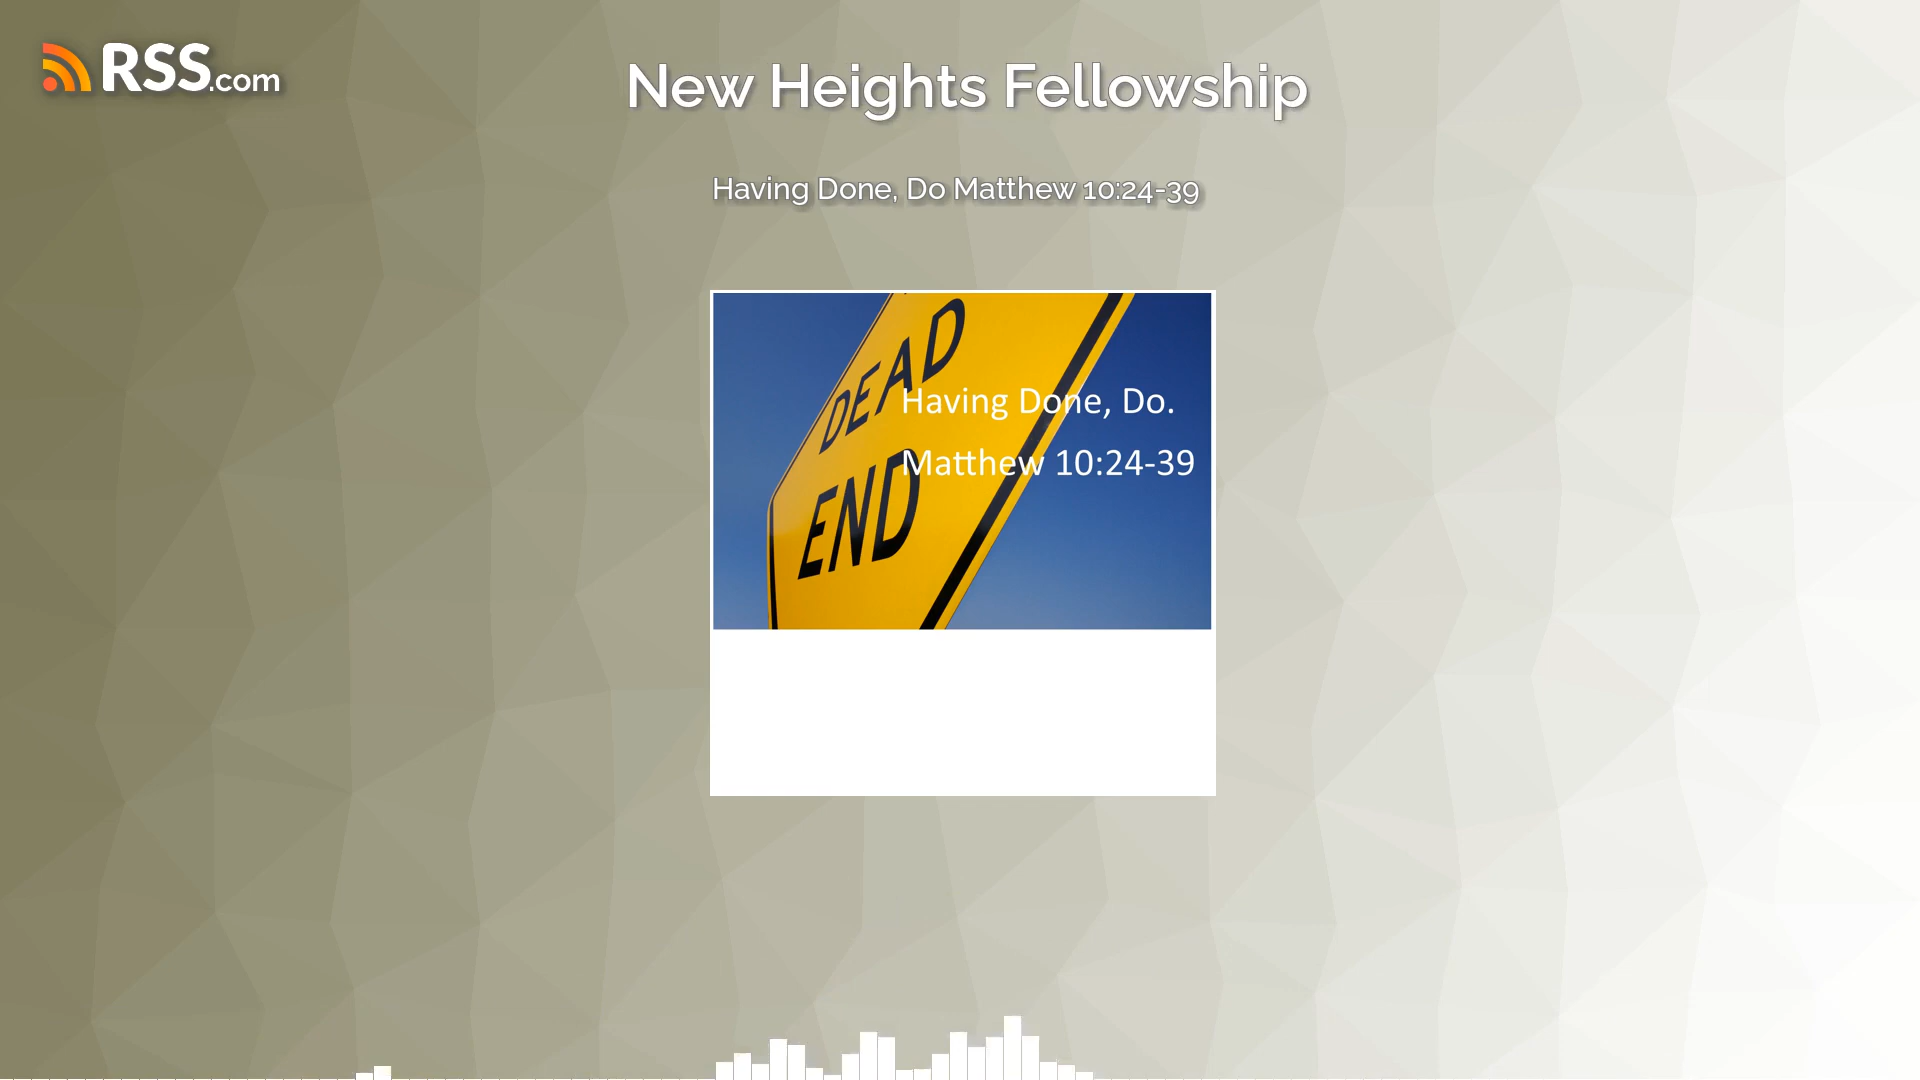 RSS.com
New Heights Fellowship
Having Done, Do Matthew 10:24-39
DEAD
END
Having Done, Do.
Matthew 10:24-39